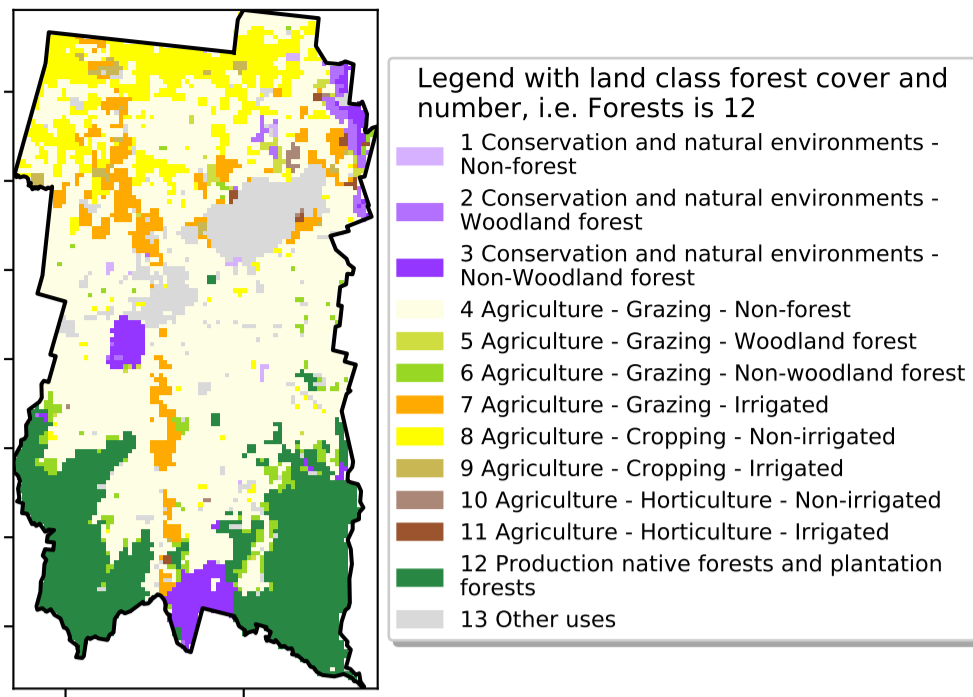 Legend with land class forest cover and
number, i.e. Forests is 12
1 Conservation and natural environments -
Non-forest
2 Conservation and natural environments -
Woodland forest
3 Conservation and natural environments -
Non-Woodland forest
4 Agriculture - Grazing - Non-forest
5 Agriculture - Grazing - Woodland forest
6 Agriculture - Grazing - Non-woodland forest
7 Agriculture - Grazing - Irrigated
8 Agriculture - Cropping - Non-irrigated
9 Agriculture - Cropping - Irrigated
10 Agriculture - Horticulture - Non-irrigated
11 Agriculture - Horticulture - Irrigated
12 Production native forests and plantation
forests
13 Other uses